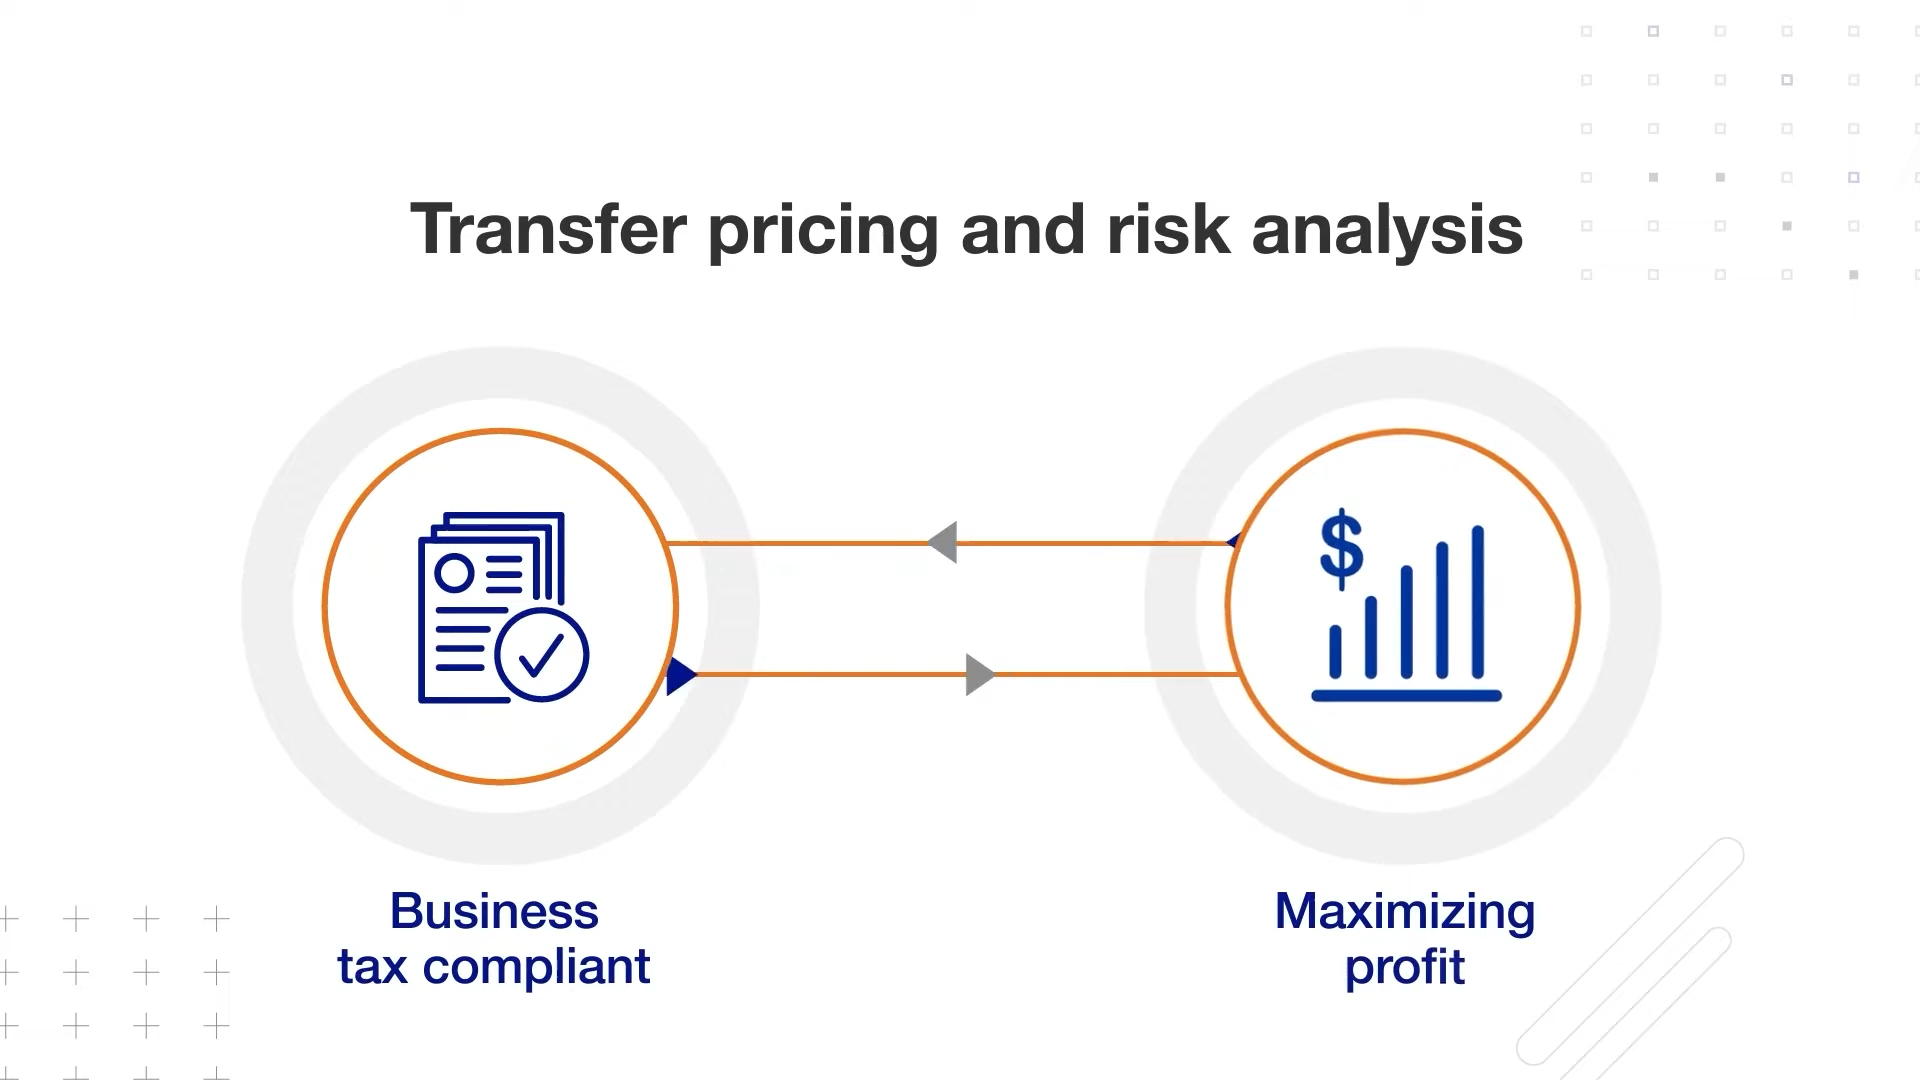 Transfer pricing and risk analysis
$
Business
tax compliant
Maximizing
profit